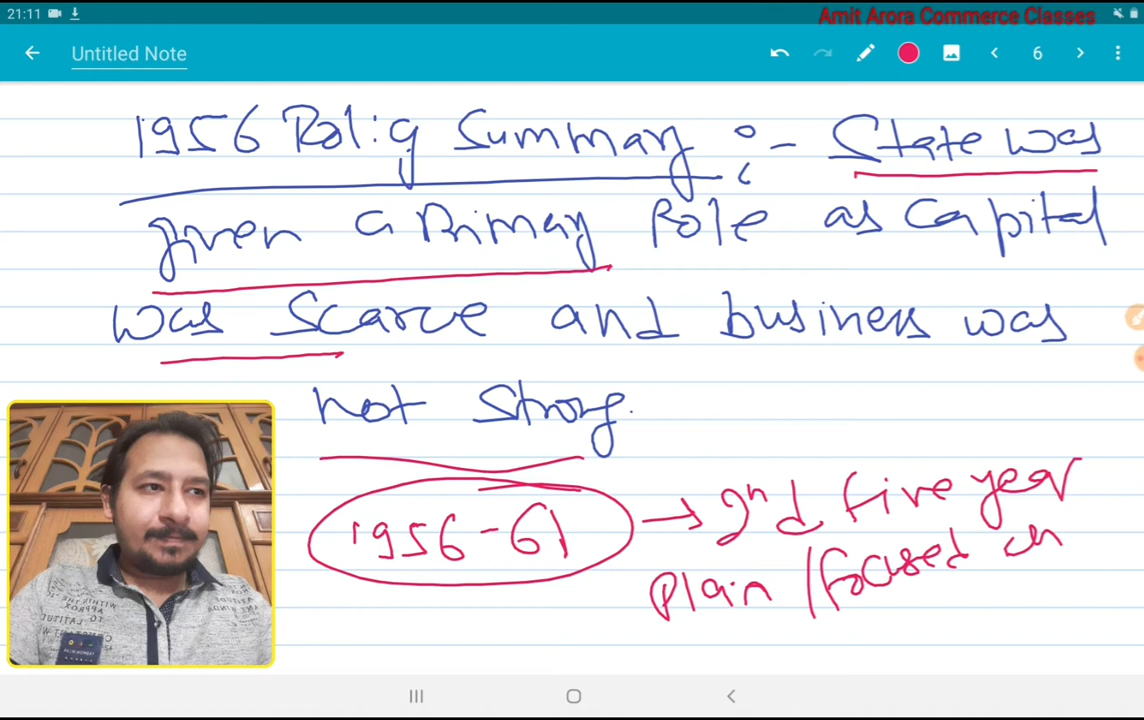 21:11
Amit Arora Commerce Classes
Untitled Note
6
1956 Policy Summary :- State was
given a Primary Role as Capital
was Scarce and business was
not Strong.
1956-61 → 2nd five year
Plain / focused on